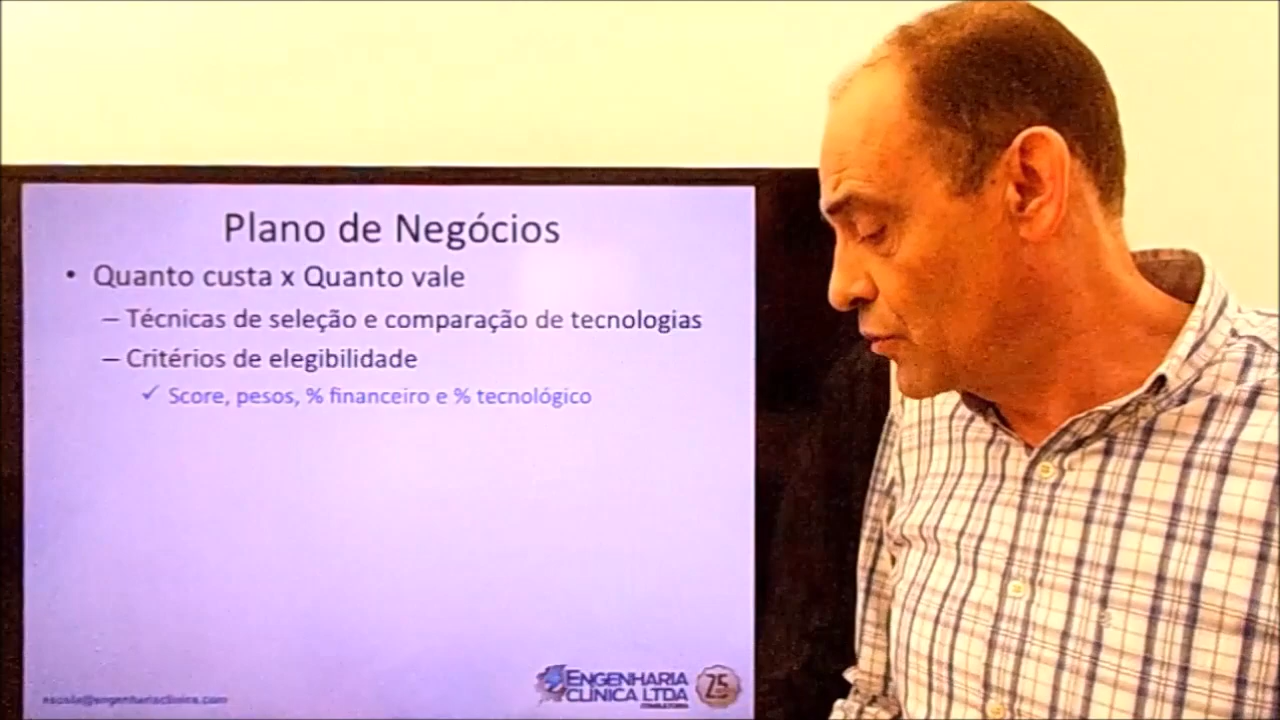 Plano de Negócios
• Quanto custa x Quanto vale
– Técnicas de seleção e comparação de tecnologias
– Critérios de elegibilidade
✓ Score, pesos, % financeiro e % tecnológico
ENGENHARIA
CLÍNICA LTDA
CONSULTORIA
25